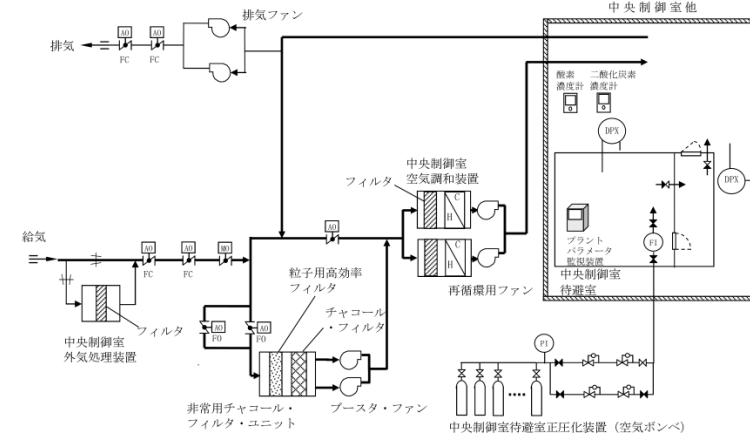 中央制御室他
排気ファン
排気
AO
AO
FC
FC
酸素
濃度計
二酸化炭素
濃度計
DPX
DPX
中央制御室
空気調和装置
フィルタ
C
H
C
H
給気
AO
AO
MO
FC
FC
AO
FI
プラント
パラメータ
監視装置
中央制御室
待避室
再循環用ファン
粒子用高効率
フィルタ
チャコール
・フィルタ
フィルタ
中央制御室
外気処理装置
AO
FO
AO
FO
PI
非常用チャコール・
フィルタ・ユニット
ブースタ・ファン
中央制御室待避室正圧化装置（空気ボンベ）